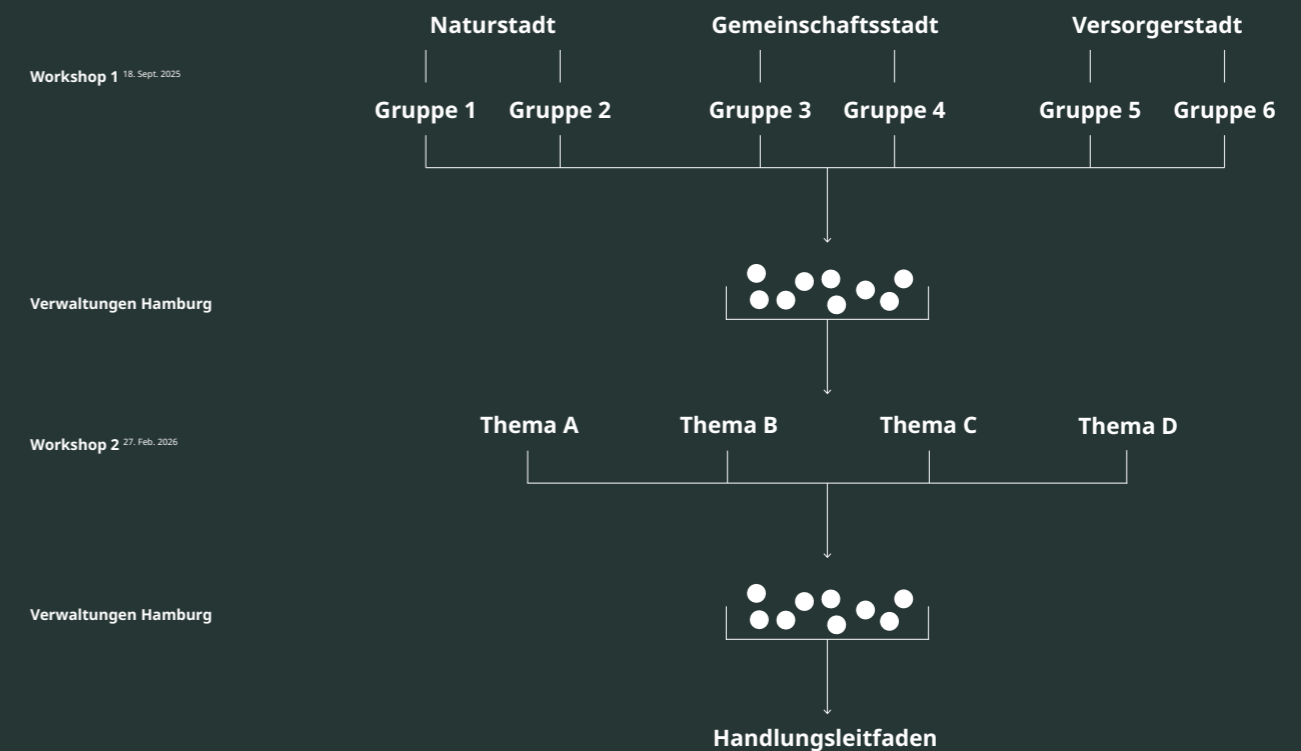 Naturstadt Gemeinschaftsstadt Versorgerstadt
Workshop 1 18. Sept. 2025
Gruppe 1 Gruppe 2 Gruppe 3 Gruppe 4 Gruppe 5 Gruppe 6
Verwaltungen Hamburg
Thema A Thema B Thema C Thema D
Workshop 2 27. Feb. 2026
Verwaltungen Hamburg
Handlungsleitfaden